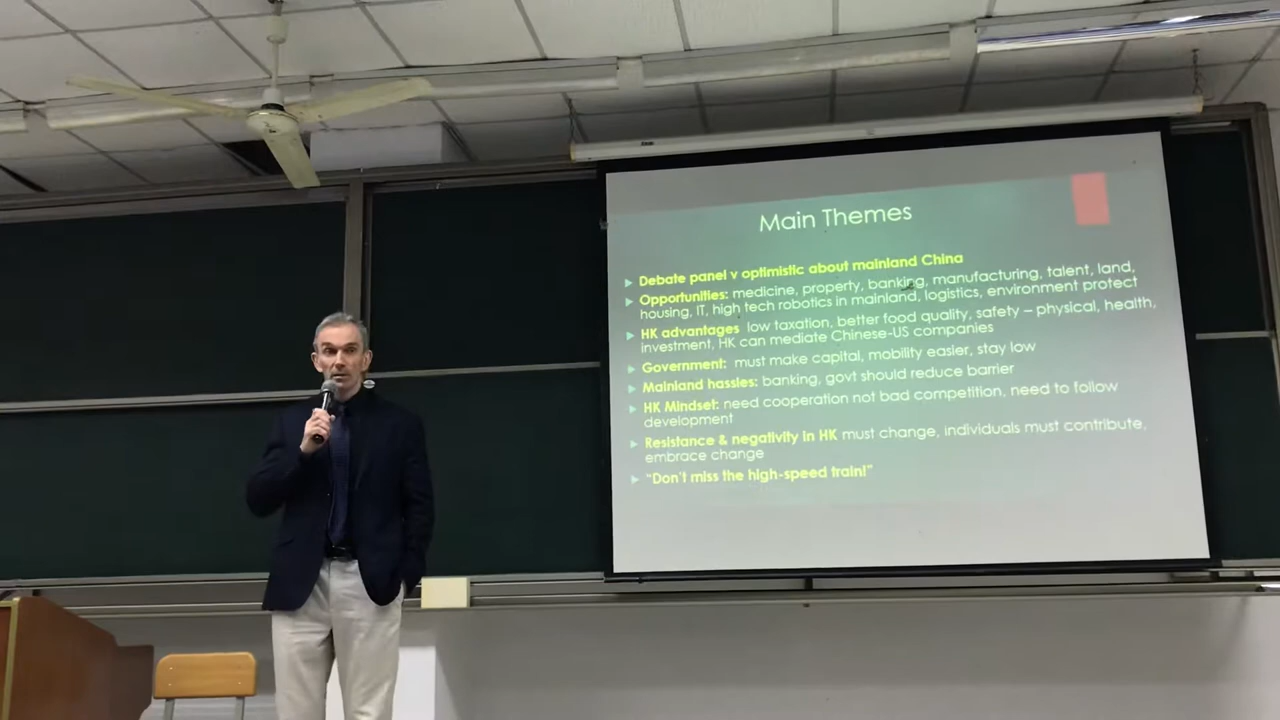 Main Themes
Debate panel v optimistic about mainland China
Opportunities: medicine, property, banking, manufacturing, talent, land,
housing, IT, high tech robotics in mainland, logistics, environment protect
HK advantages low taxation, better food quality, safety – physical, health,
investment, HK can mediate Chinese-US companies
Government: must make capital, mobility easier, stay low
Mainland hassles: banking, govt should reduce barrier
HK Mindset: need cooperation not bad competition, need to follow
development
Resistance & negativity in HK must change, individuals must contribute,
embrace change
"Don't miss the high-speed train!"